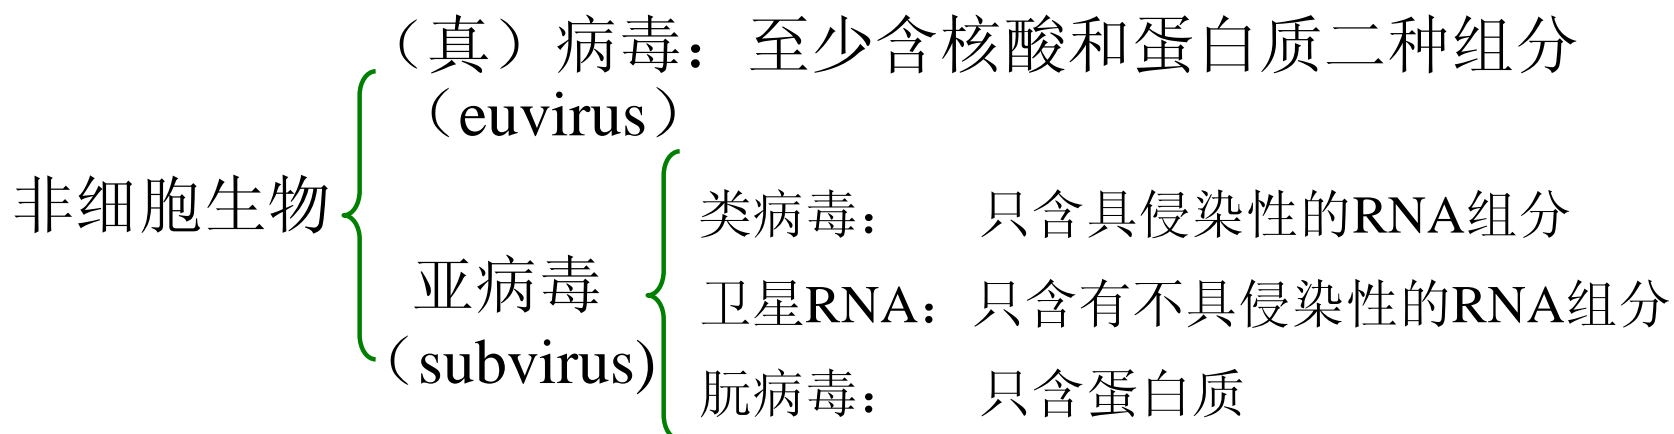 （真）病毒：至少含核酸和蛋白质二种组分
（euvirus）
非细胞生物
类病毒： 只含具侵染性的RNA组分
亚病毒
卫星RNA：只含有不具侵染性的RNA组分
（subvirus)
朊病毒： 只含蛋白质